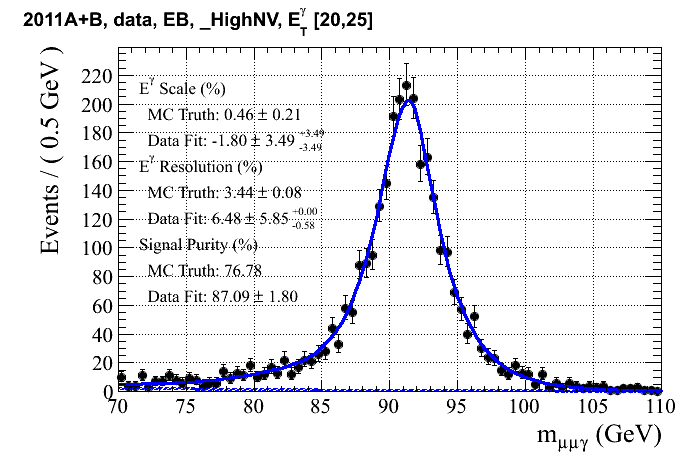 2011A+B, data, EB, _HighNV, E_T^γ [20,25]
Events / ( 0.5 GeV )
220
200
180
160
140
120
100
80
60
40
20
0
E^γ Scale (%)
MC Truth: 0.46 ± 0.21
Data Fit: -1.80 ± 3.49 +3.49 -3.49
E^γ Resolution (%)
MC Truth: 3.44 ± 0.08
Data Fit: 6.48 ± 5.85 +0.00 -0.58
Signal Purity (%)
MC Truth: 76.78
Data Fit: 87.09 ± 1.80
70 75 80 85 90 95 100 105 110
m_μμγ (GeV)